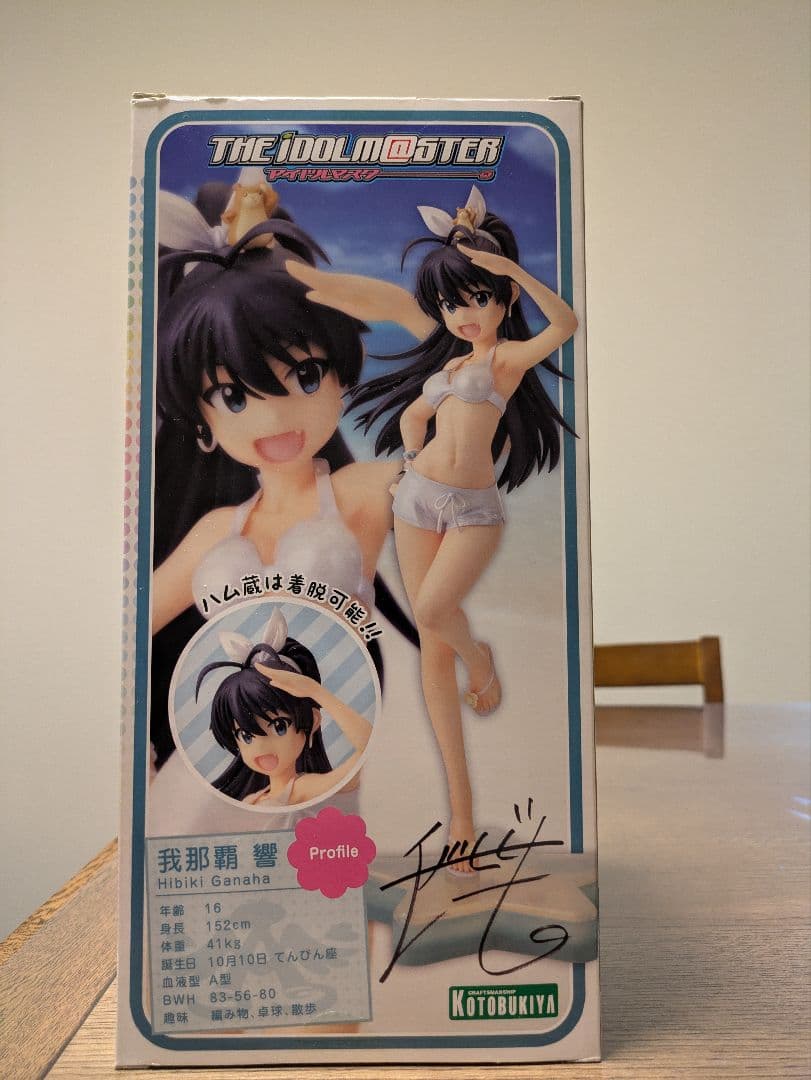 THE iDOLM@STER
アイドルマスター
ハム蔵は着脱可能!!
Profile
我那覇 響
Hibiki Ganaha
年齢 16
身長 152cm
体重 41kg
誕生日 10月10日 てんびん座
血液型 A型
BWH 83-56-80
趣味 編み物、卓球、散歩
CRAFTSMANSHIP
KOTOBUKIYA